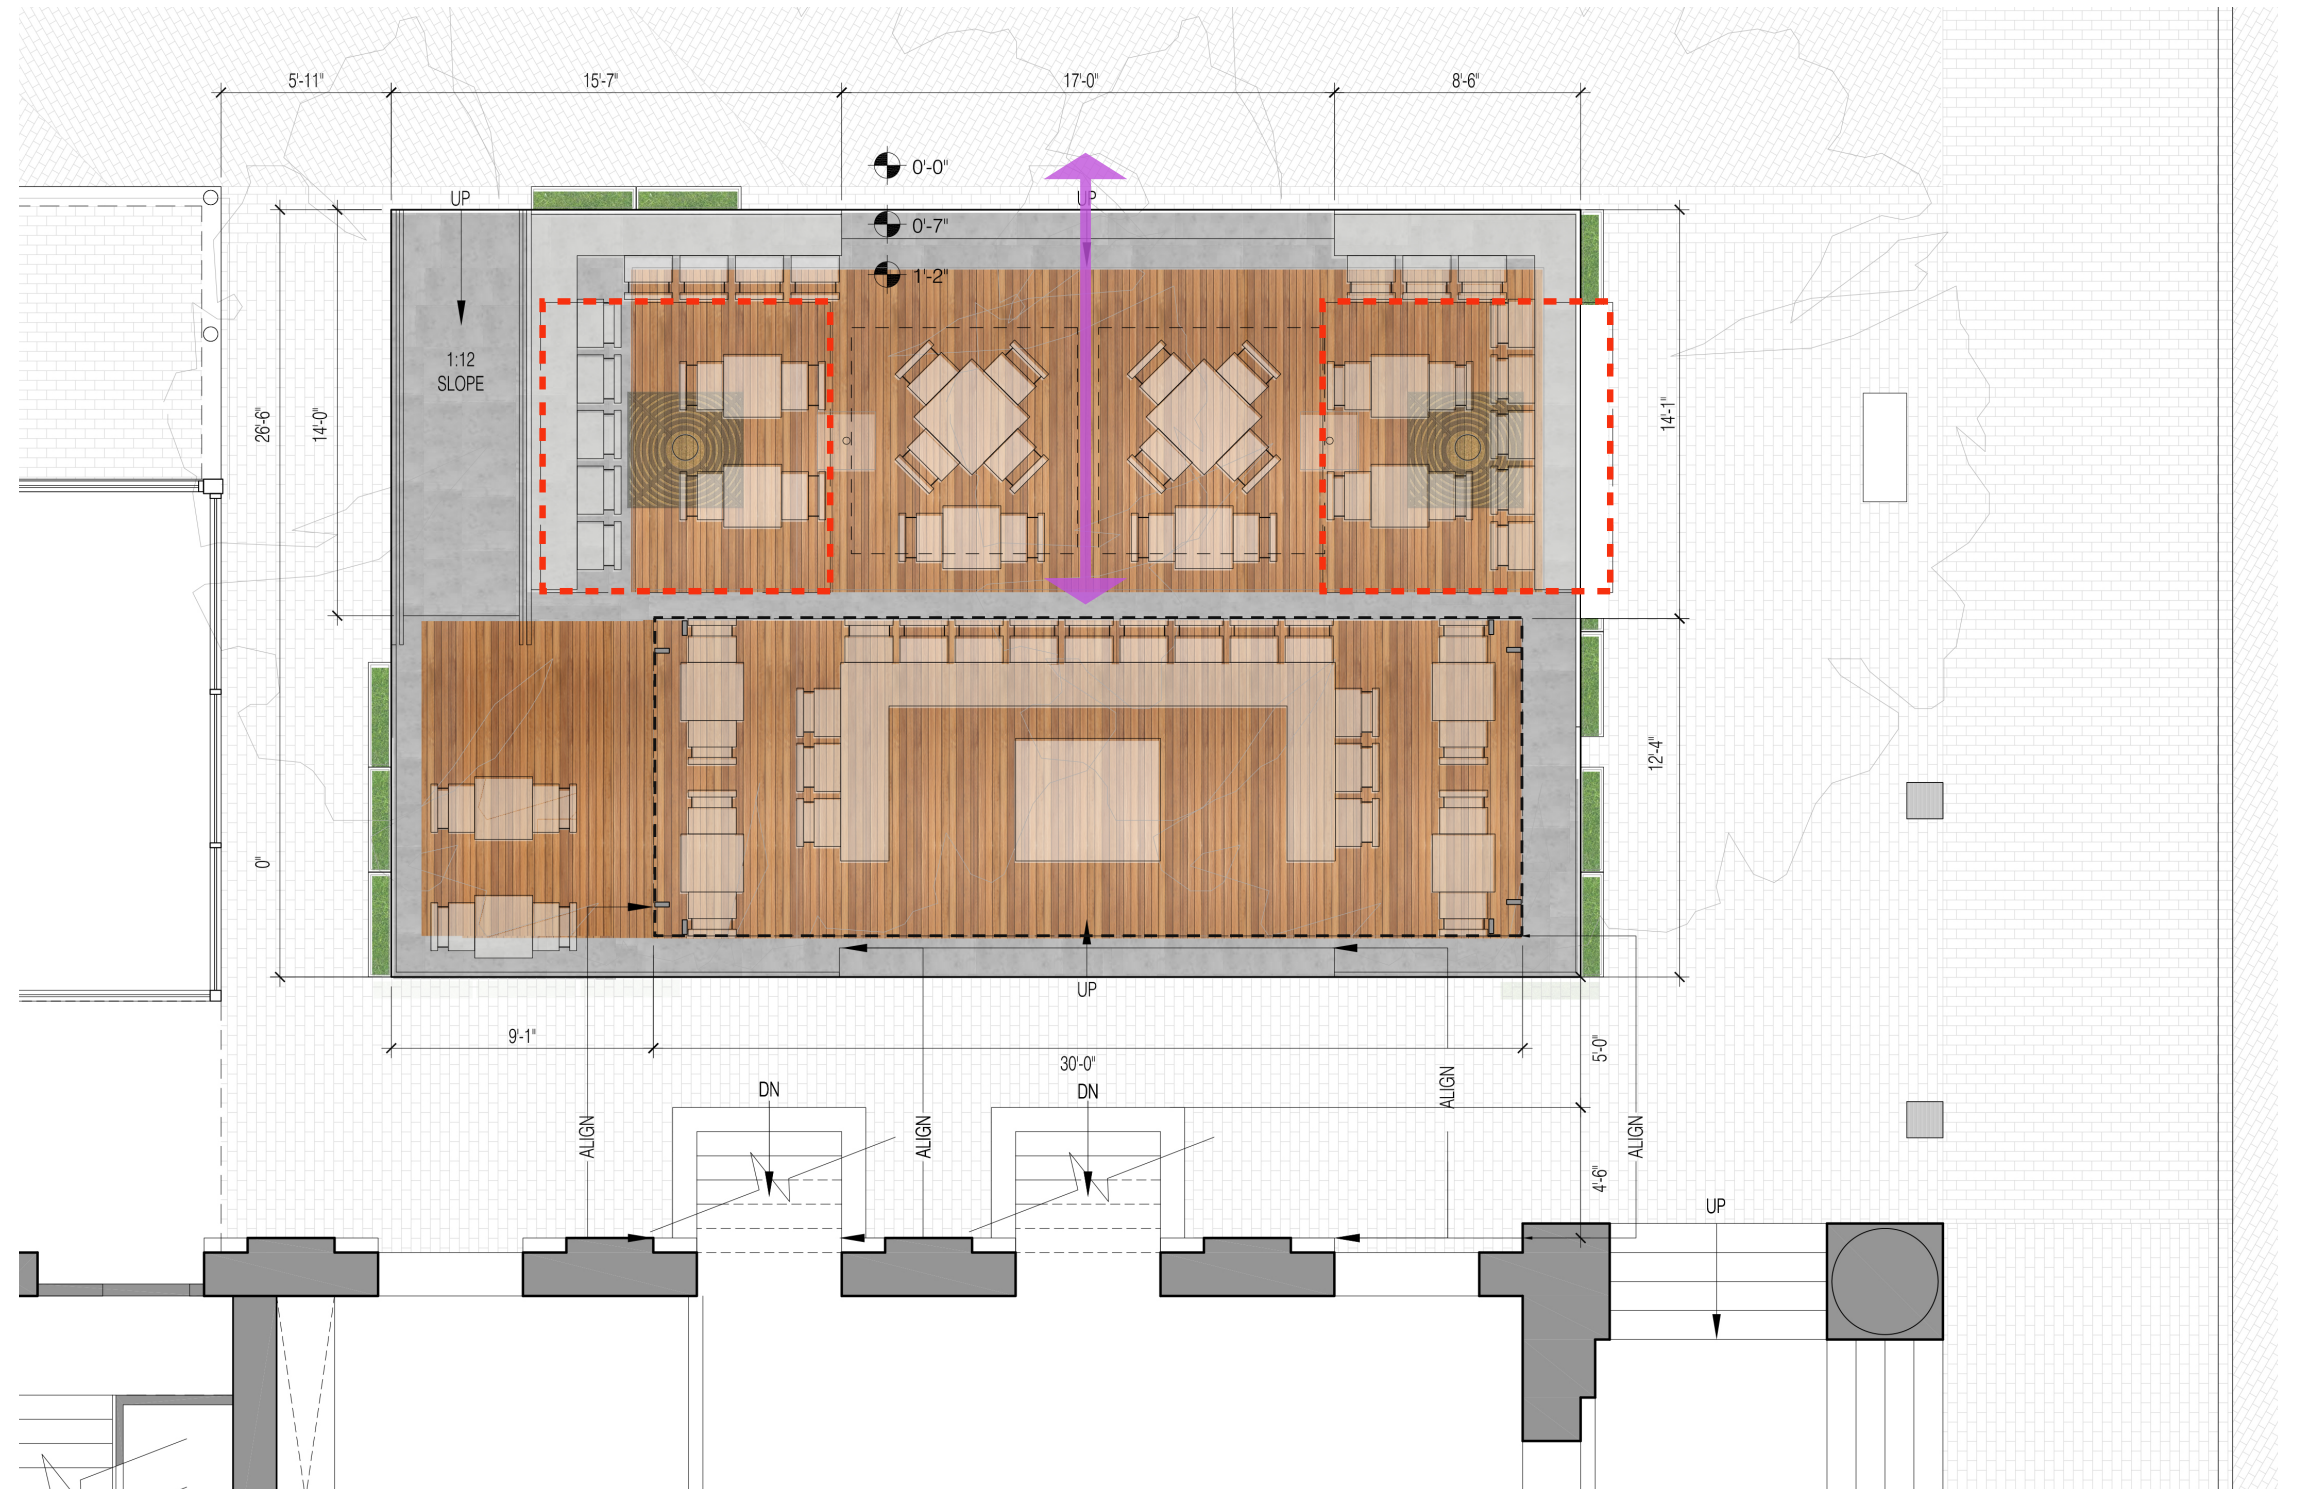 5'-11"
15'-7"
17'-0"
8'-6"
0'-0"
UP
UP
0'-7"
1'-2"
1:12
SLOPE
26'-6"
14'-0"
14'-1"
12'-4"
0"
UP
9'-1"
30'-0"
5'-0"
DN
DN
ALIGN
ALIGN
ALIGN
ALIGN
4'-6"
UP